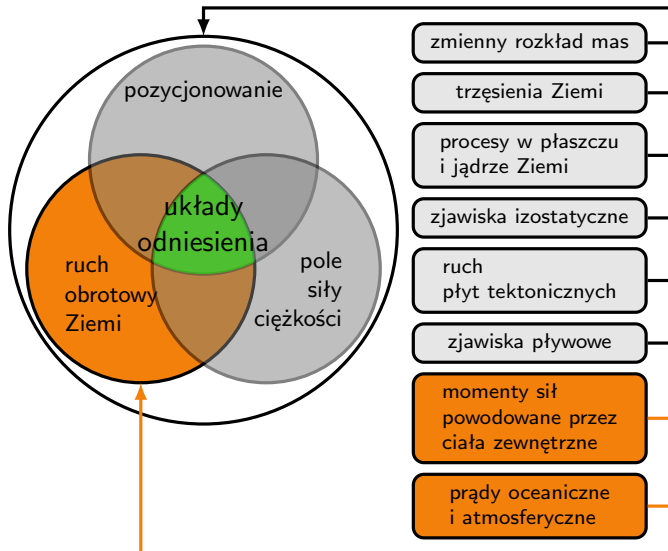 pozycjonowanie
układy
odniesienia
ruch
obrotowy
Ziemi
pole
siły
ciężkości
zmienny rozkład mas
trzęsienia Ziemi
procesy w płaszczu
i jądrze Ziemi
zjawiska izostatyczne
ruch
płyt tektonicznych
zjawiska pływowe
momenty sił
powodowane przez
ciała zewnętrzne
prądy oceaniczne
i atmosferyczne